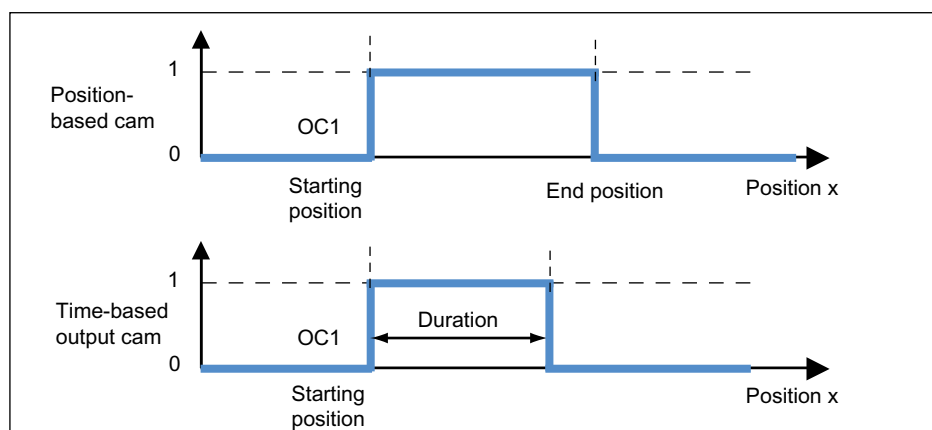 1
Position-
based cam
OC1
0
Starting
position
End position
Position x
1
Time-based
output cam
Duration
OC1
0
Starting
position
Position x